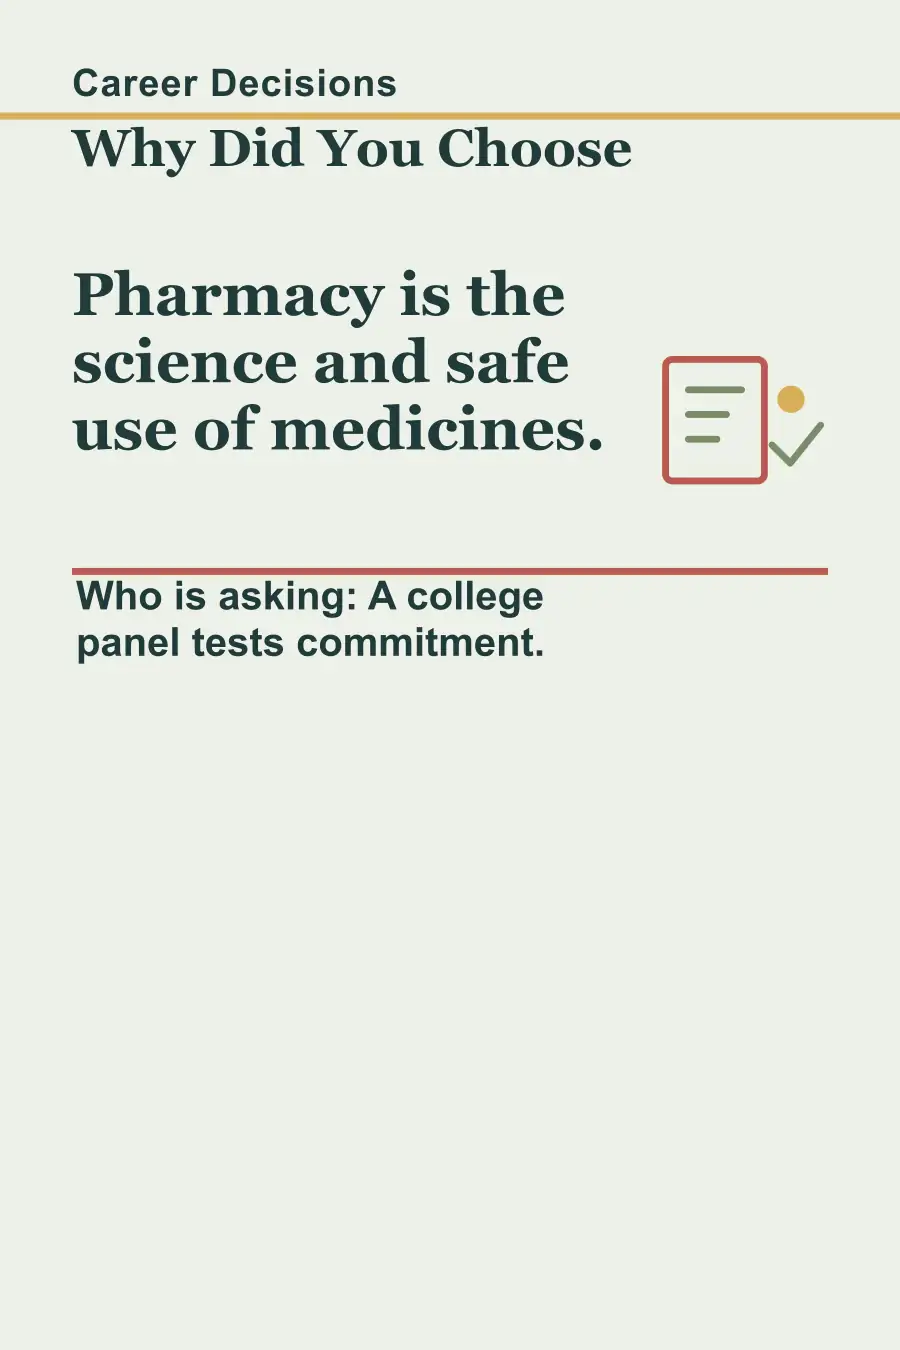 Career Decisions
Why Did You Choose
Pharmacy is the
science and safe
use of medicines.
Who is asking: A college
panel tests commitment.